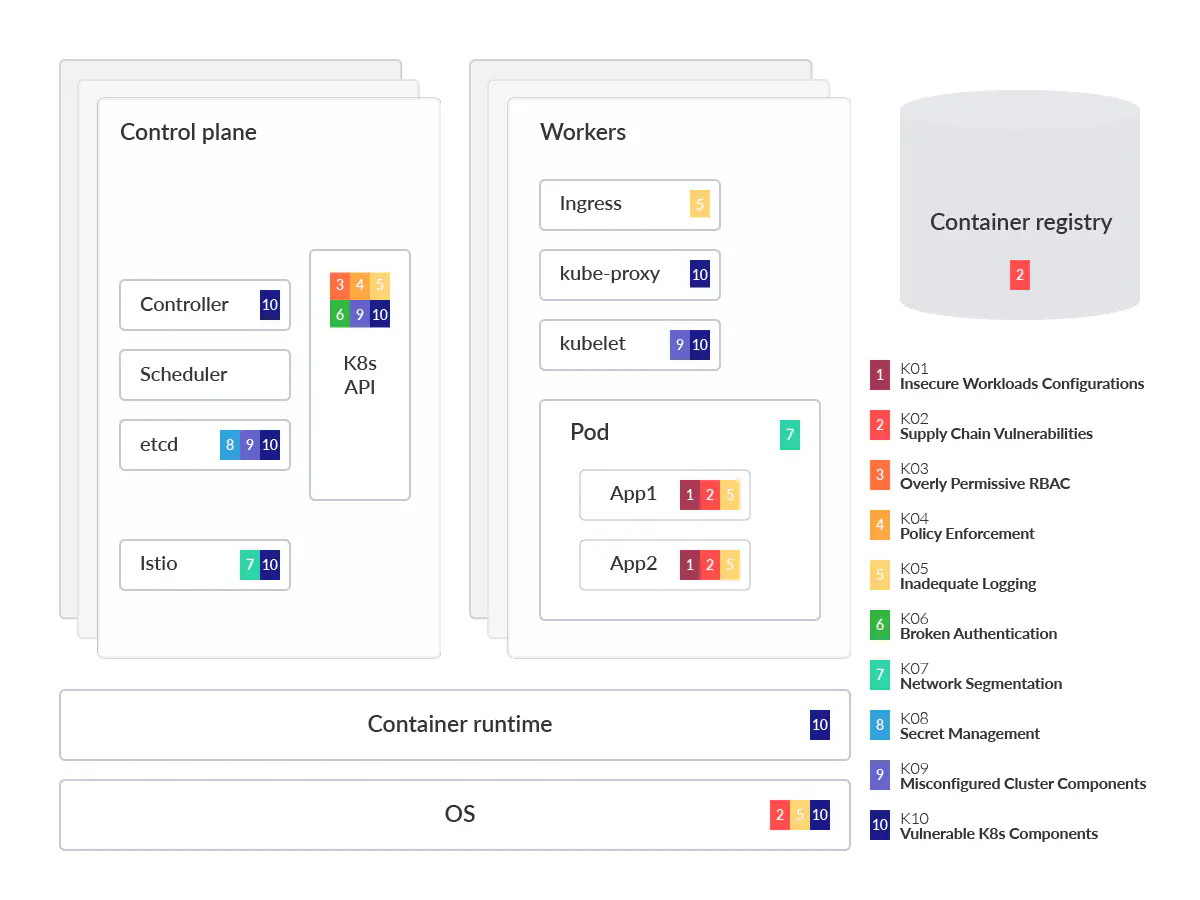 Control plane
Controller 10
Scheduler
etcd 8 9 10
Istio 7 10
3 4 5
6 9 10
K8s
API
Workers
Ingress 5
kube-proxy 10
kubelet 9 10
Pod 7
App1 1 2 5
App2 1 2 5
Container registry
2
Container runtime 10
OS 2 5 10
1 K01
Insecure Workloads Configurations
2 K02
Supply Chain Vulnerabilities
3 K03
Overly Permissive RBAC
4 K04
Policy Enforcement
5 K05
Inadequate Logging
6 K06
Broken Authentication
7 K07
Network Segmentation
8 K08
Secret Management
9 K09
Misconfigured Cluster Components
10 K10
Vulnerable K8s Components